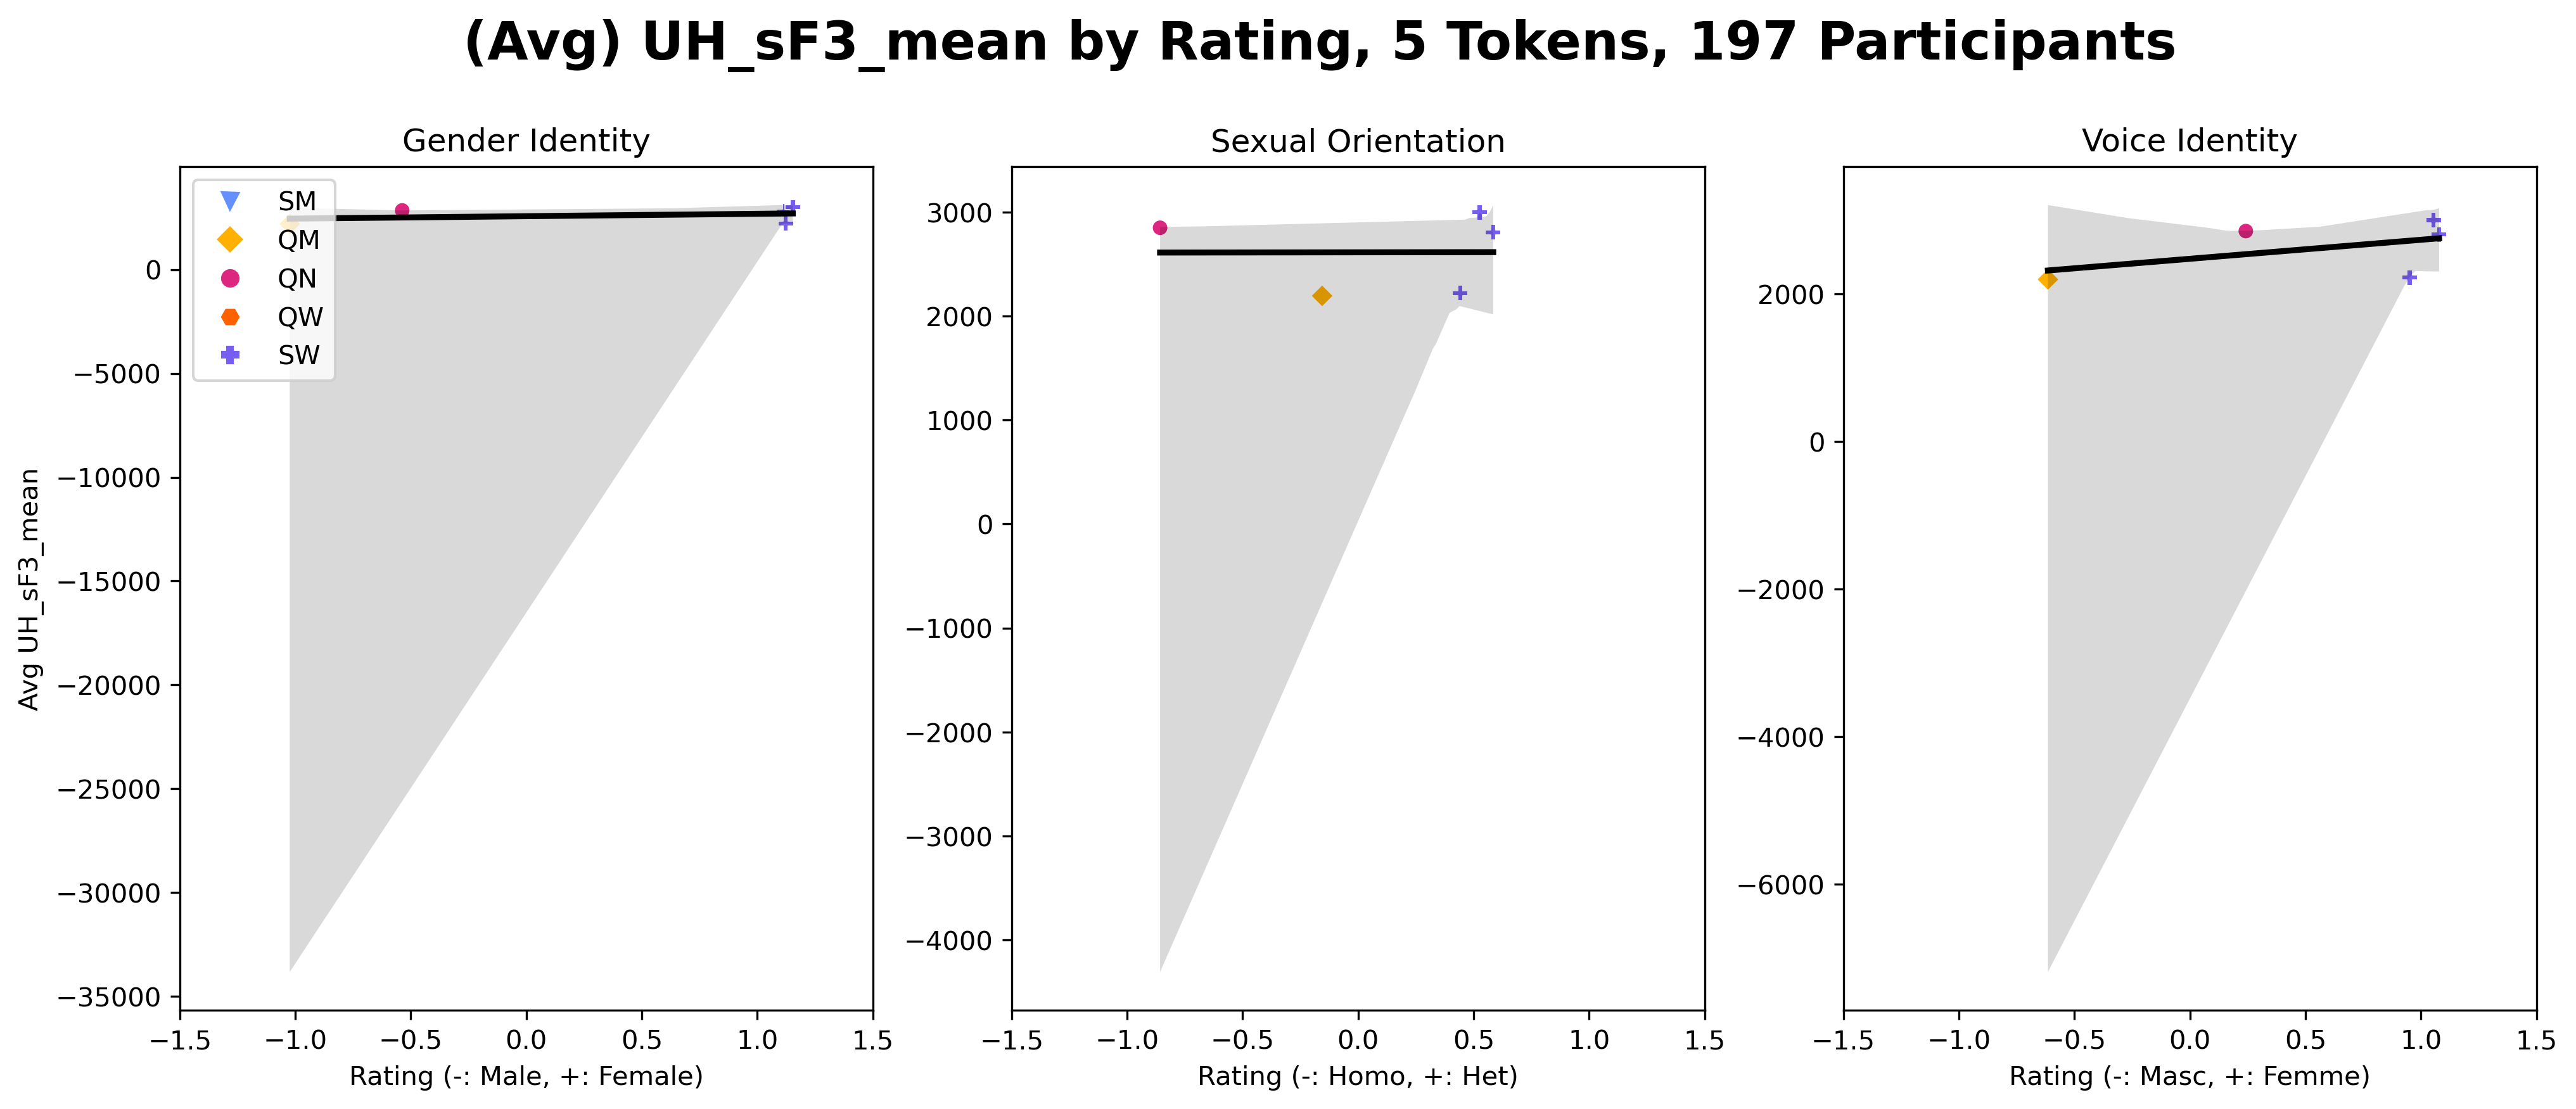 (Avg) UH_sF3_mean by Rating, 5 Tokens, 197 Participants
Gender Identity
SM
QM
QN
QW
SW
0
−5000
−10000
−15000
−20000
−25000
−30000
−35000
Avg UH_sF3_mean
−1.5 −1.0 −0.5 0.0 0.5 1.0 1.5
Rating (-: Male, +: Female)
Sexual Orientation
3000
2000
1000
0
−1000
−2000
−3000
−4000
−1.5 −1.0 −0.5 0.0 0.5 1.0 1.5
Rating (-: Homo, +: Het)
Voice Identity
2000
0
−2000
−4000
−6000
−1.5 −1.0 −0.5 0.0 0.5 1.0 1.5
Rating (-: Masc, +: Femme)